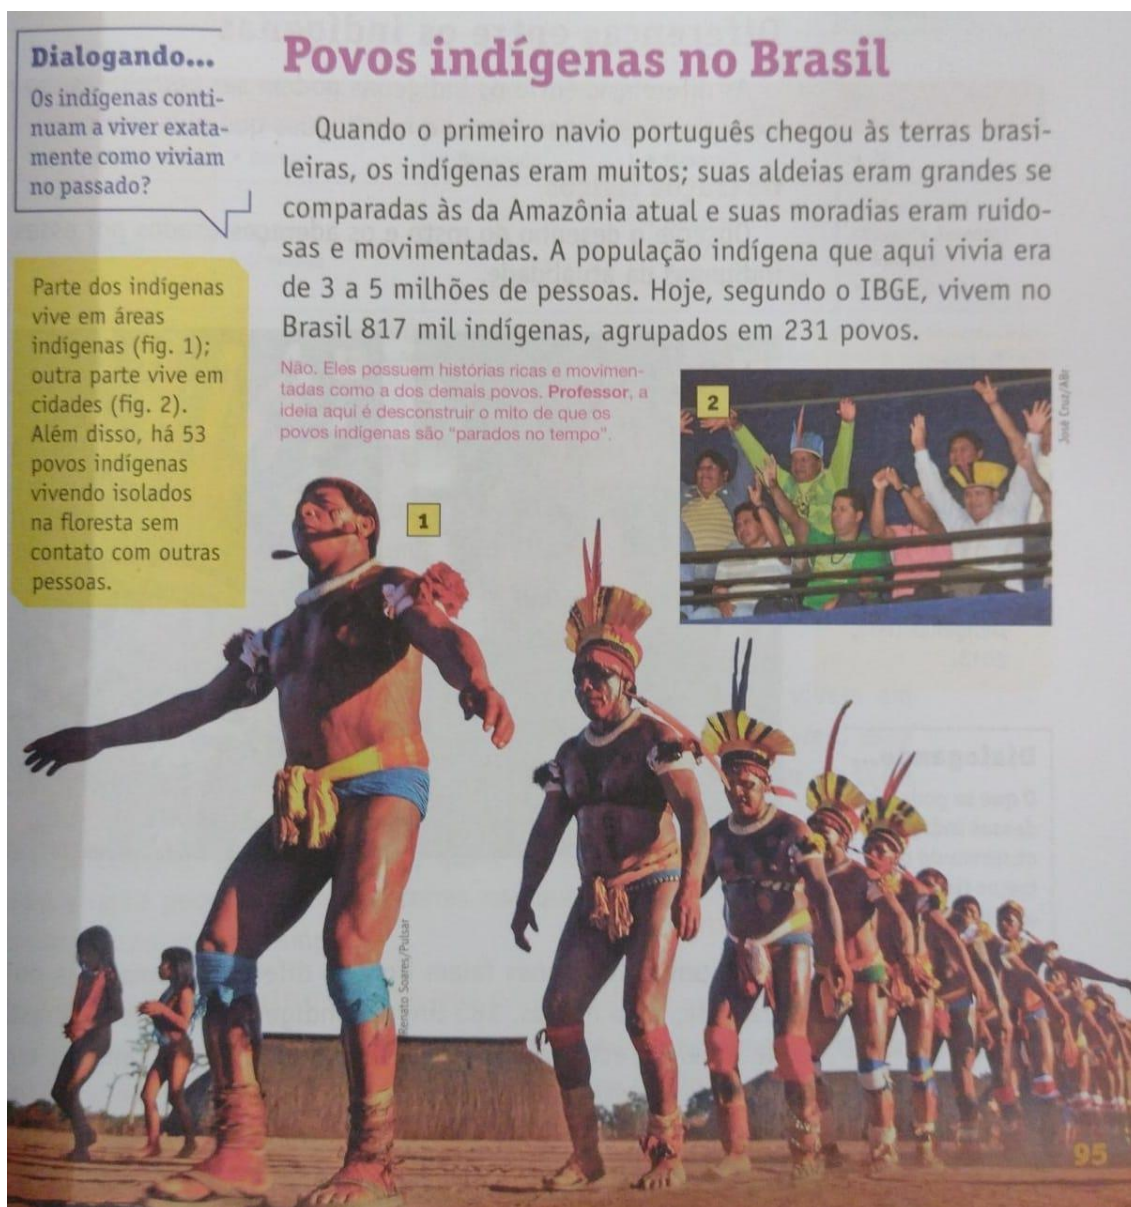 Dialogando...
Os indígenas conti-
nuam a viver exata-
mente como viviam
no passado?
Povos indígenas no Brasil
Quando o primeiro navio português chegou às terras brasi-
leiras, os indígenas eram muitos; suas aldeias eram grandes se
comparadas às da Amazônia atual e suas moradias eram ruido-
sas e movimentadas. A população indígena que aqui vivia era
de 3 a 5 milhões de pessoas. Hoje, segundo o IBGE, vivem no
Brasil 817 mil indígenas, agrupados em 231 povos.
Parte dos indígenas
vive em áreas
indígenas (fig. 1);
outra parte vive em
cidades (fig. 2).
Além disso, há 53
povos indígenas
vivendo isolados
na floresta sem
contato com outras
pessoas.
Não. Eles possuem histórias ricas e movimen-
tadas como a dos demais povos. Professor, a
ideia aqui é desconstruir o mito de que os
povos indígenas são "parados no tempo".
2
José Cruz/ABr
1
Renato Soares/Pulsar
95